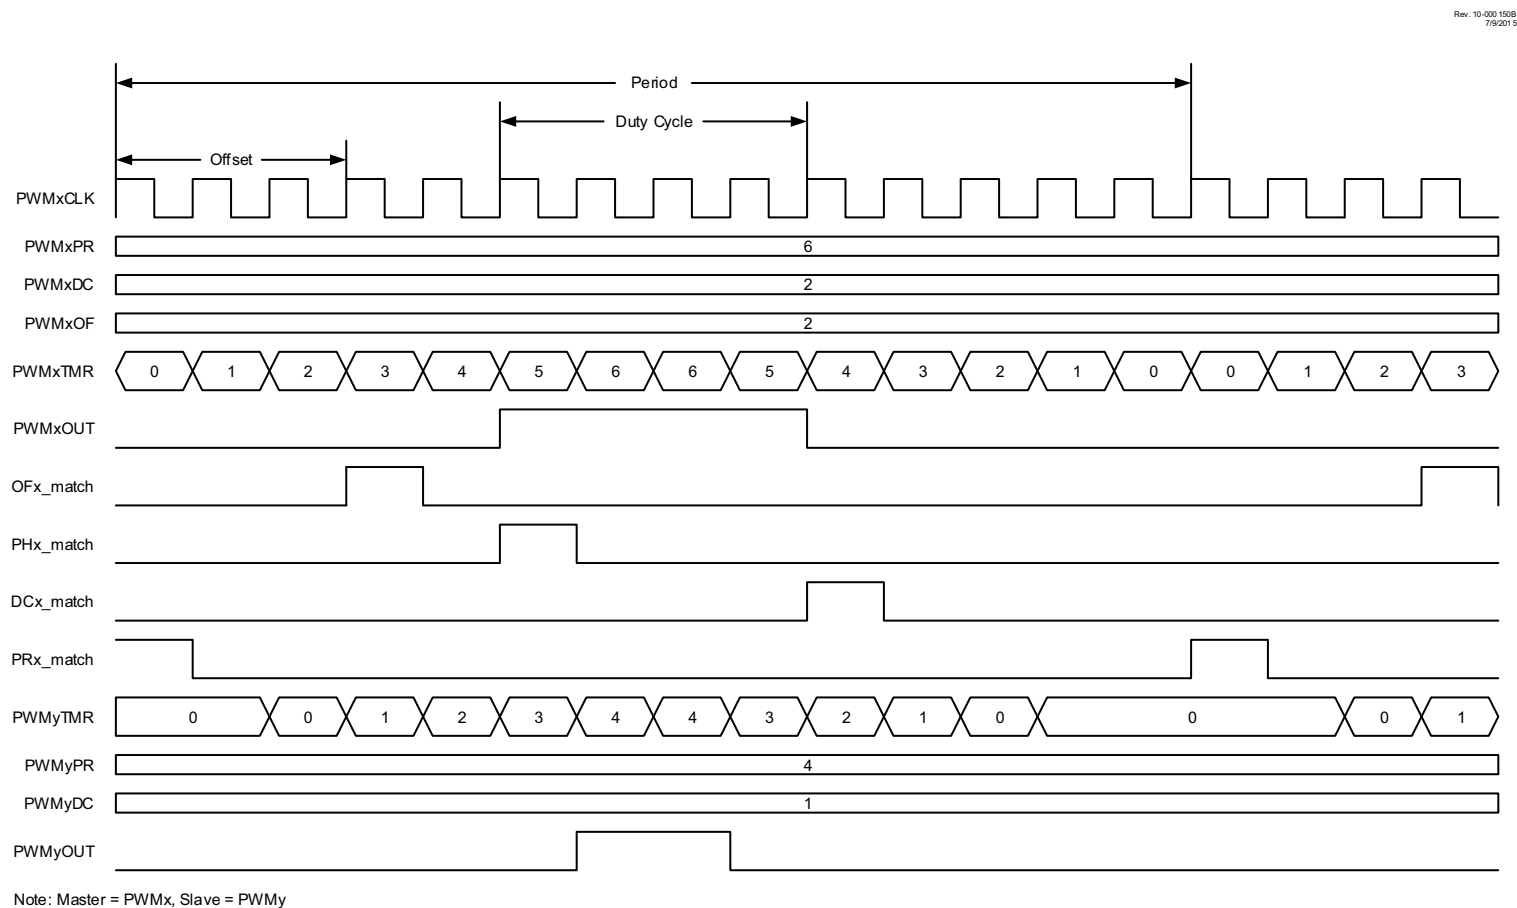 Rev. 10-000 150B
7/9/2015
Period
Duty Cycle
Offset
PWMxCLK
PWMxPR 6
PWMxDC 2
PWMxOF 2
PWMxTMR 0 1 2 3 4 5 6 6 5 4 3 2 1 0 0 1 2 3
PWMxOUT
OFx_match
PHx_match
DCx_match
PRx_match
PWMyTMR 0 0 1 2 3 4 4 3 2 1 0 0 0 1
PWMyPR 4
PWMyDC 1
PWMyOUT
Note: Master = PWMx, Slave = PWMy